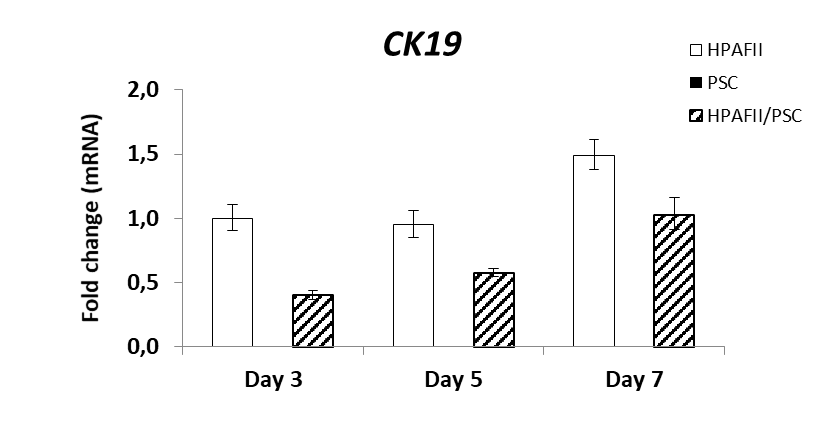 CK19
HPAFII
PSC
HPAFII/PSC
Fold change (mRNA)
2,0
1,5
1,0
0,5
0,0
Day 3
Day 5
Day 7